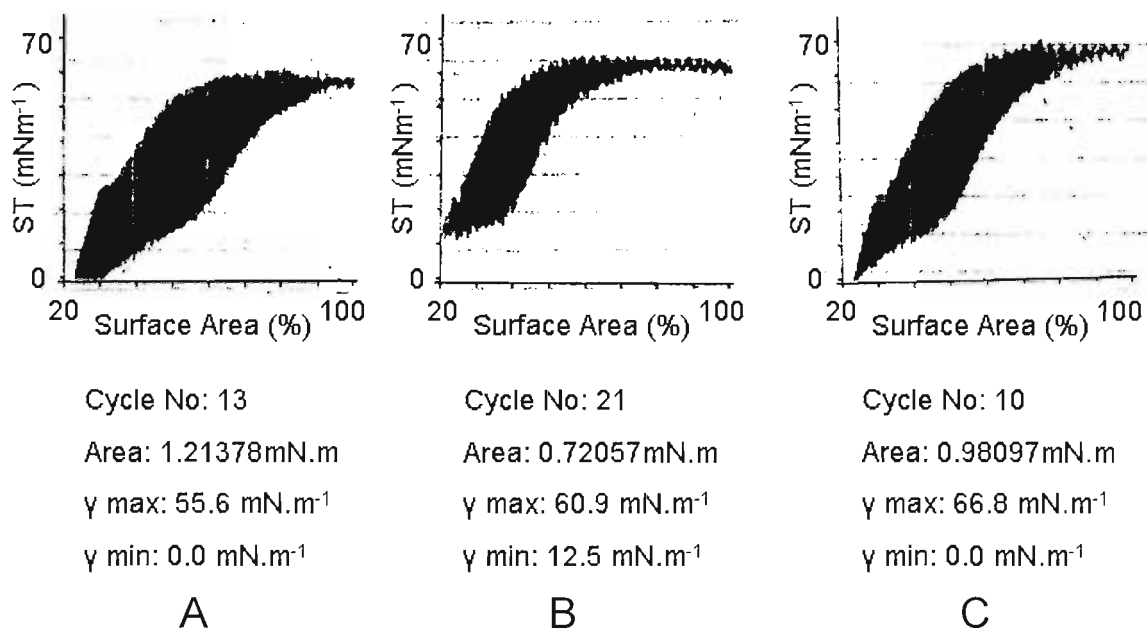 70
ST (mNm⁻¹)
0
20
100
Surface Area (%)
Cycle No: 13
Area: 1.21378mN.m
γ max: 55.6 mN.m⁻¹
γ min: 0.0 mN.m⁻¹
A
70
ST (mNm⁻¹)
0
20
100
Surface Area (%)
Cycle No: 21
Area: 0.72057mN.m
γ max: 60.9 mN.m⁻¹
γ min: 12.5 mN.m⁻¹
B
70
ST (mNm⁻¹)
0
20
100
Surface Area (%)
Cycle No: 10
Area: 0.98097mN.m
γ max: 66.8 mN.m⁻¹
γ min: 0.0 mN.m⁻¹
C